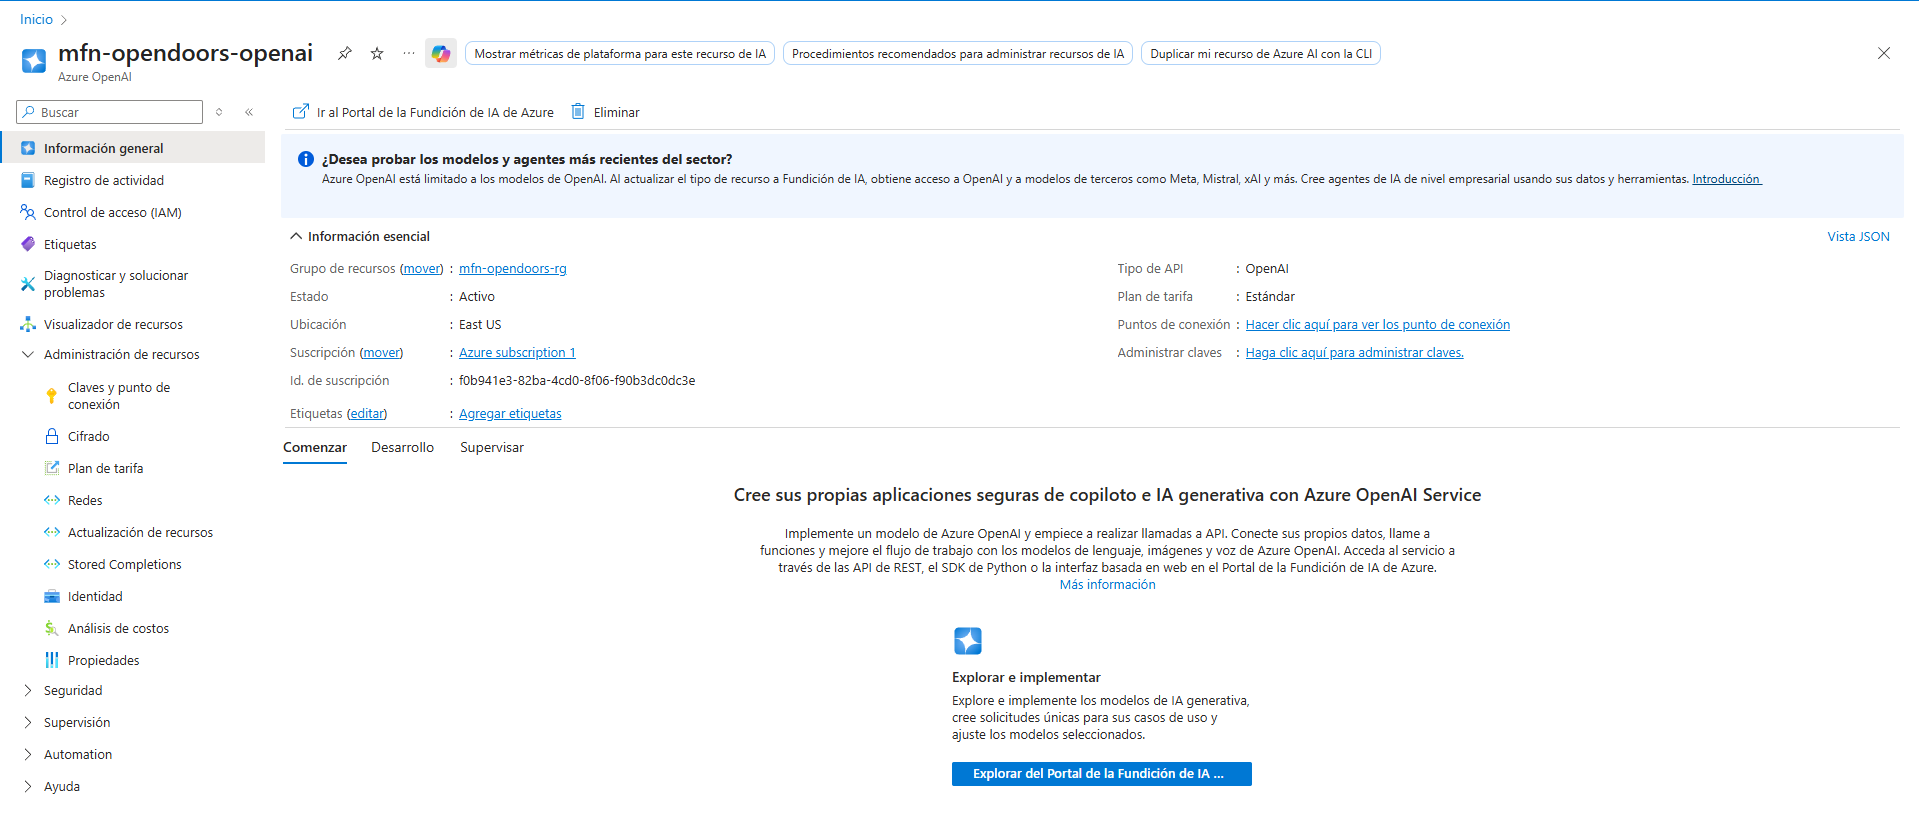 Inicio
mfn-opendoors-openai
Azure OpenAI
Mostrar métricas de plataforma para este recurso de IA
Procedimientos recomendados para administrar recursos de IA
Duplicar mi recurso de Azure AI con la CLI
Buscar
Información general
Registro de actividad
Control de acceso (IAM)
Etiquetas
Diagnosticar y solucionar
problemas
Visualizador de recursos
Administración de recursos
Claves y punto de
conexión
Cifrado
Plan de tarifa
Redes
Actualización de recursos
Stored Completions
Identidad
Análisis de costos
Propiedades
Seguridad
Supervisión
Automation
Ayuda
Ir al Portal de la Fundición de IA de Azure
Eliminar
¿Desea probar los modelos y agentes más recientes del sector?
Azure OpenAI está limitado a los modelos de OpenAI. Al actualizar el tipo de recurso a Fundición de IA, obtiene acceso a OpenAI y a modelos de terceros como Meta, Mistral, xAI y más. Cree agentes de IA de nivel empresarial usando sus datos y herramientas. Introducción
Información esencial
Vista JSON
Grupo de recursos (mover) : mfn-opendoors-rg
Estado : Activo
Ubicación : East US
Suscripción (mover) : Azure subscription 1
Id. de suscripción : f0b941e3-82ba-4cd0-8f06-f90b3dc0dc3e
Etiquetas (editar) : Agregar etiquetas
Tipo de API : OpenAI
Plan de tarifa : Estándar
Puntos de conexión : Hacer clic aquí para ver los punto de conexión
Administrar claves : Haga clic aquí para administrar claves.
Comenzar
Desarrollo
Supervisar
Cree sus propias aplicaciones seguras de copiloto e IA generativa con Azure OpenAI Service
Implemente un modelo de Azure OpenAI y empiece a realizar llamadas a API. Conecte sus propios datos, llame a
funciones y mejore el flujo de trabajo con los modelos de lenguaje, imágenes y voz de Azure OpenAI. Acceda al servicio a
través de las API de REST, el SDK de Python o la interfaz basada en web en el Portal de la Fundición de IA de Azure.
Más información
Explorar e implementar
Explore e implemente los modelos de IA generativa,
cree solicitudes únicas para sus casos de uso y
ajuste los modelos seleccionados.
Explorar del Portal de la Fundición de IA ...